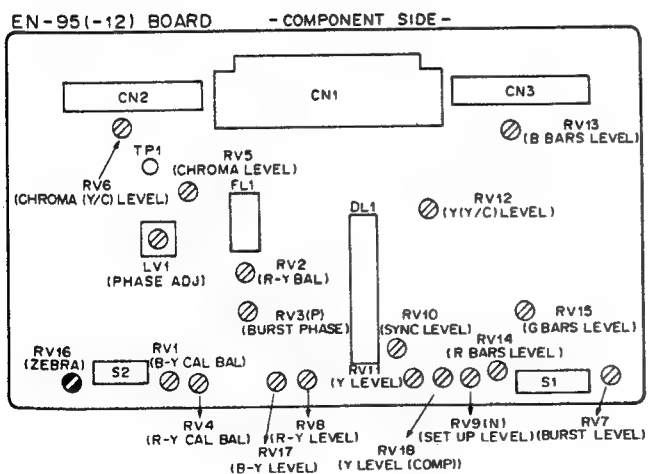 EN-95(-12) BOARD
-COMPONENT SIDE-
CN2
CN1
CN3
TP1
RV5
(CHROMA LEVEL)
RV13
(B BARS LEVEL)
RV6
(CHROMA (Y/C) LEVEL)
FL1
DL1
RV12
(Y(Y/C) LEVEL)
LV1
(PHASE ADJ)
RV2
(R-Y BAL)
RV3(P)
(BURST PHASE)
RV10
(SYNC LEVEL)
RV15
(G BARS LEVEL)
RV14
(R BARS LEVEL)
RV16
(ZEBRA)
S2
RV1
(B-Y CAL BAL)
RV11
(Y LEVEL)
S1
RV4
(R-Y CAL BAL)
RV8
(R-Y LEVEL)
RV17
(B-Y LEVEL)
RV18
(Y LEVEL (COMP))
RV9(N)
(SET UP LEVEL)
RV7
(BURST LEVEL)